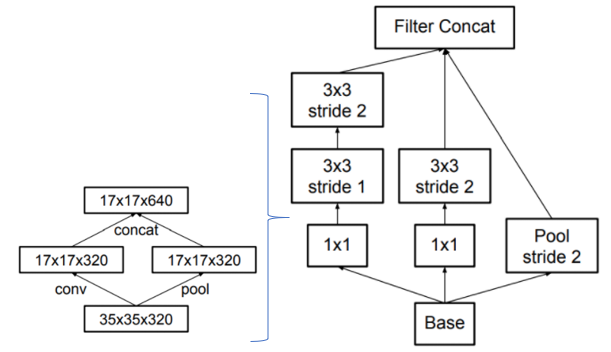 Filter Concat
3x3
stride 2
3x3
stride 1
3x3
stride 2
1x1
1x1
Pool
stride 2
Base
17x17x640
concat
17x17x320
17x17x320
conv
pool
35x35x320